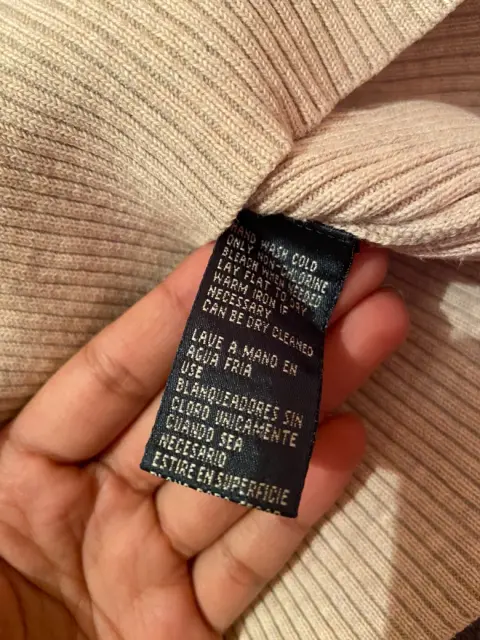 HAND WASH COLD
ONLY NON-CHLORINE
BLEACH
LAY FLAT TO DRY
WARM IRON IF
NECESSARY
CAN BE DRY CLEANED
LAVE A MANO EN
AGUA FRIA
USE
BLANQUEADORES SIN
CLORO UNICAMENTE
CUANDO SEA
NECESARIO
ESTIRE EN SUPERFICIE